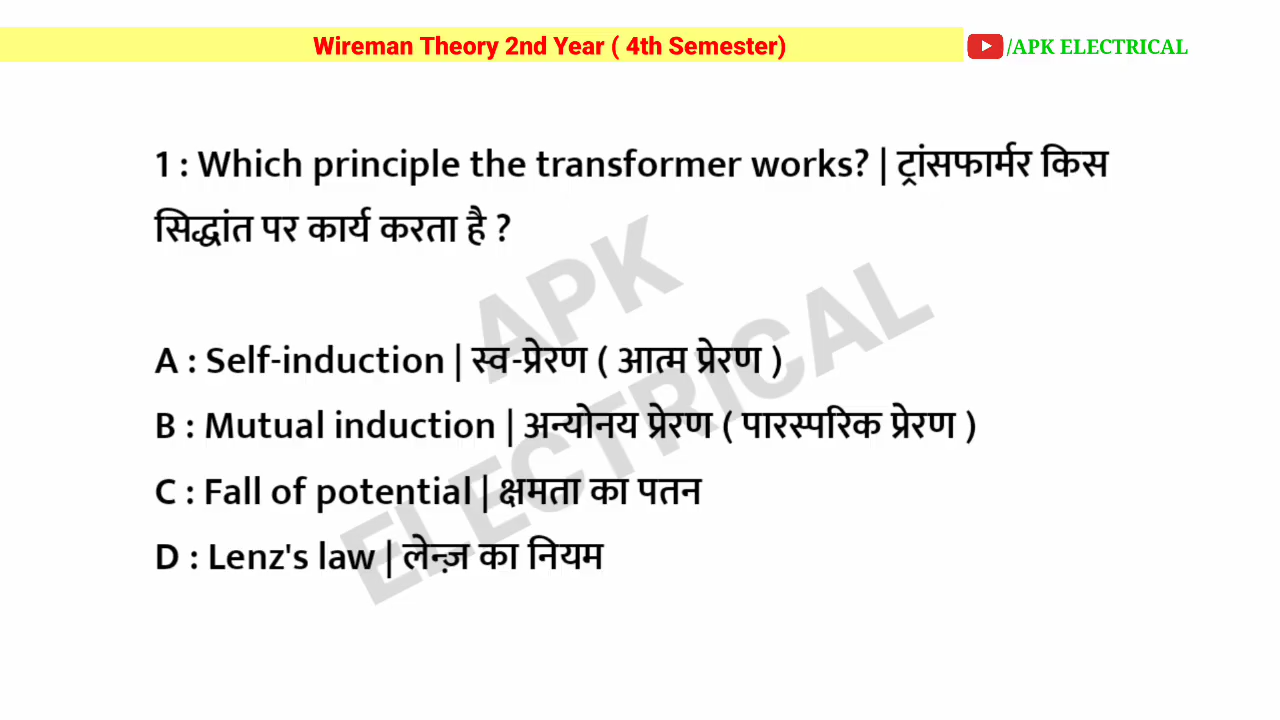 Wireman Theory 2nd Year ( 4th Semester)
/APK ELECTRICAL
1 : Which principle the transformer works? | ट्रांसफार्मर किस
सिद्धांत पर कार्य करता है ?
A : Self-induction | स्व-प्रेरण ( आत्म प्रेरण )
B : Mutual induction | अन्योनय प्रेरण ( पारस्परिक प्रेरण )
C : Fall of potential | क्षमता का पतन
D : Lenz's law | लेन्ज़ का नियम
APK
ELECTRICAL